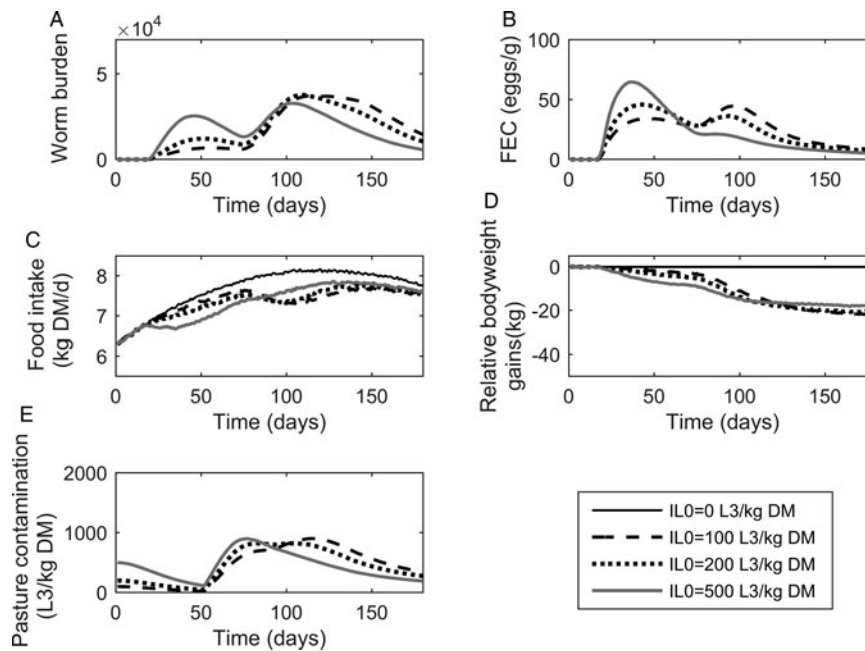 A
×10⁴
Worm burden
5
0
0 50 100 150
Time (days)
B
FEC (eggs/g)
100
50
0
0 50 100 150
Time (days)
C
Food intake
(kg DM/d)
8
7
6
0 50 100 150
Time (days)
D
Relative bodyweight
gains(kg)
0
-20
-40
0 50 100 150
Time (days)
E
Pasture contamination
(L3/kg DM)
2000
1000
0
0 50 100 150
Time (days)
IL0=0 L3/kg DM
IL0=100 L3/kg DM
IL0=200 L3/kg DM
IL0=500 L3/kg DM